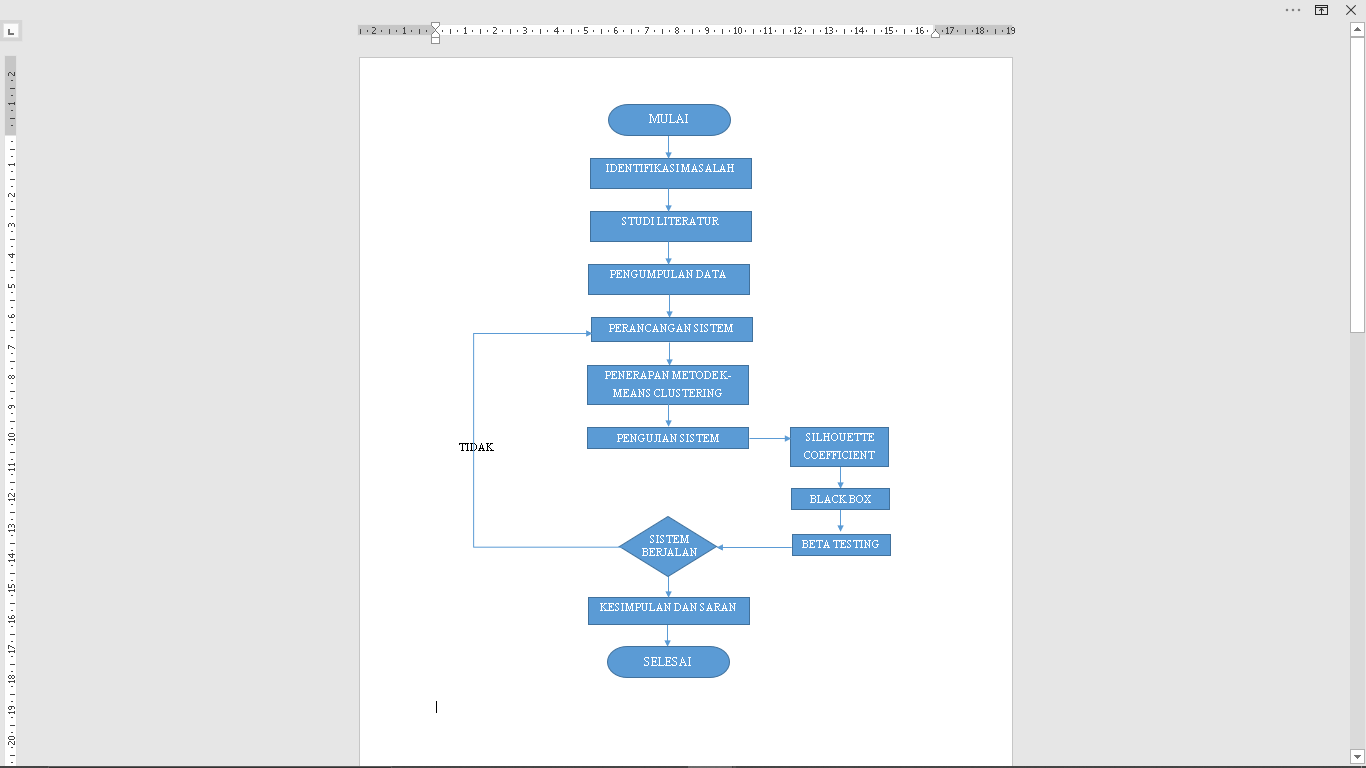 MULAI
IDENTIFIKASI MASALAH
STUDI LITERATUR
PENGUMPULAN DATA
PERANCANGAN SISTEM
PENERAPAN METODE K-
MEANS CLUSTERING
PENGUJIAN SISTEM
SILHOUETTE
COEFFICIENT
TIDAK
BLACK BOX
BETA TESTING
SISTEM
BERJALAN
KESIMPULAN DAN SARAN
SELESAI